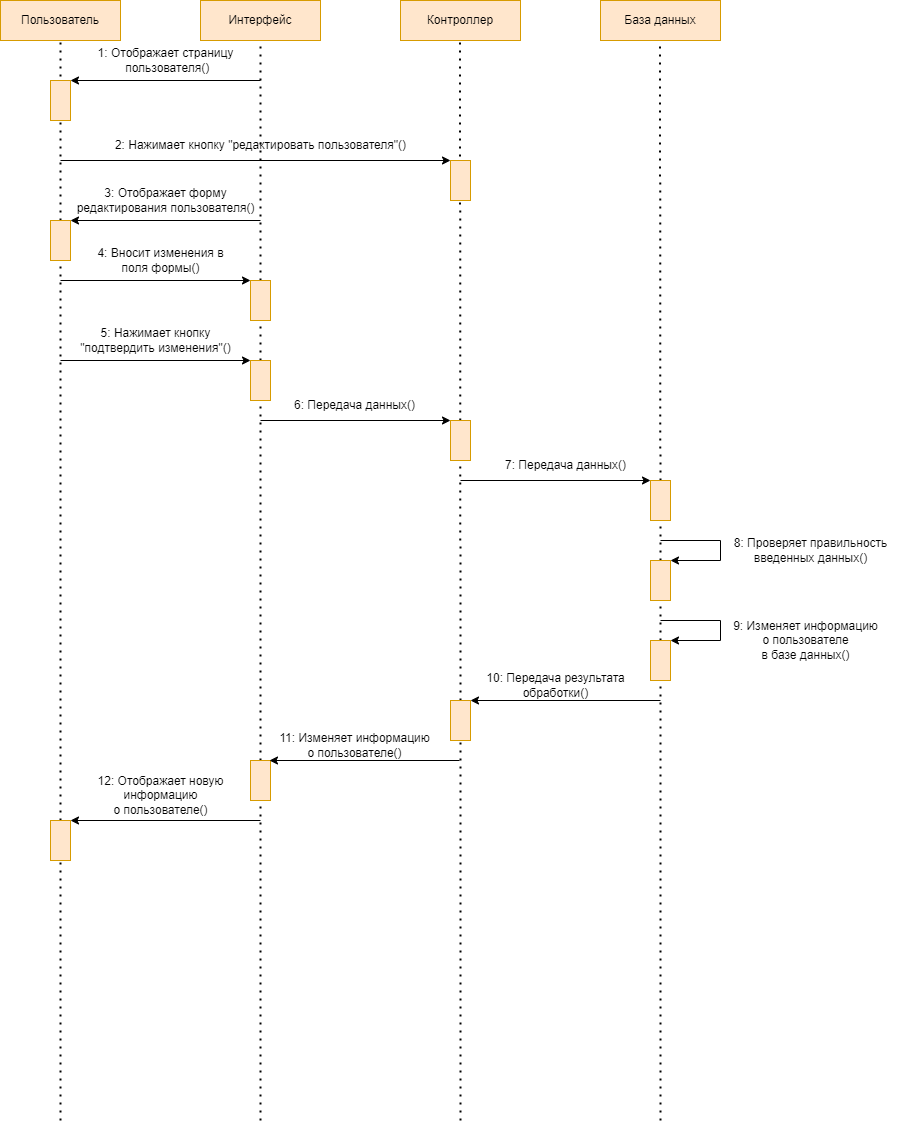 Пользователь
Интерфейс
Контроллер
База данных
1: Отображает страницу
пользователя()
2: Нажимает кнопку "редактировать пользователя"()
3: Отображает форму
редактирования пользователя()
4: Вносит изменения в
поля формы()
5: Нажимает кнопку
"подтвердить изменения"()
6: Передача данных()
7: Передача данных()
8: Проверяет правильность
введенных данных()
9: Изменяет информацию
о пользователе
в базе данных()
10: Передача результата
обработки()
11: Изменяет информацию
о пользователе()
12: Отображает новую
информацию
о пользователе()